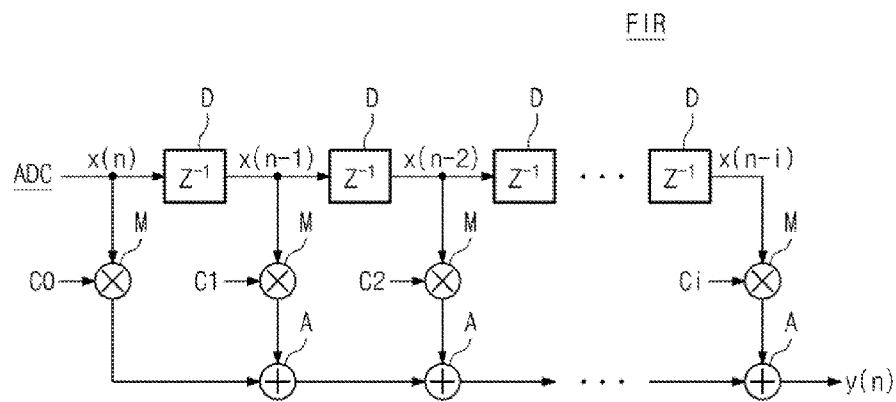 FIR
D D D D
ADC x(n) Z⁻¹ x(n-1) Z⁻¹ x(n-2) Z⁻¹ · · · Z⁻¹ x(n-i)
M M M M
C0 C1 C2 Ci
A A A
· · · y(n)